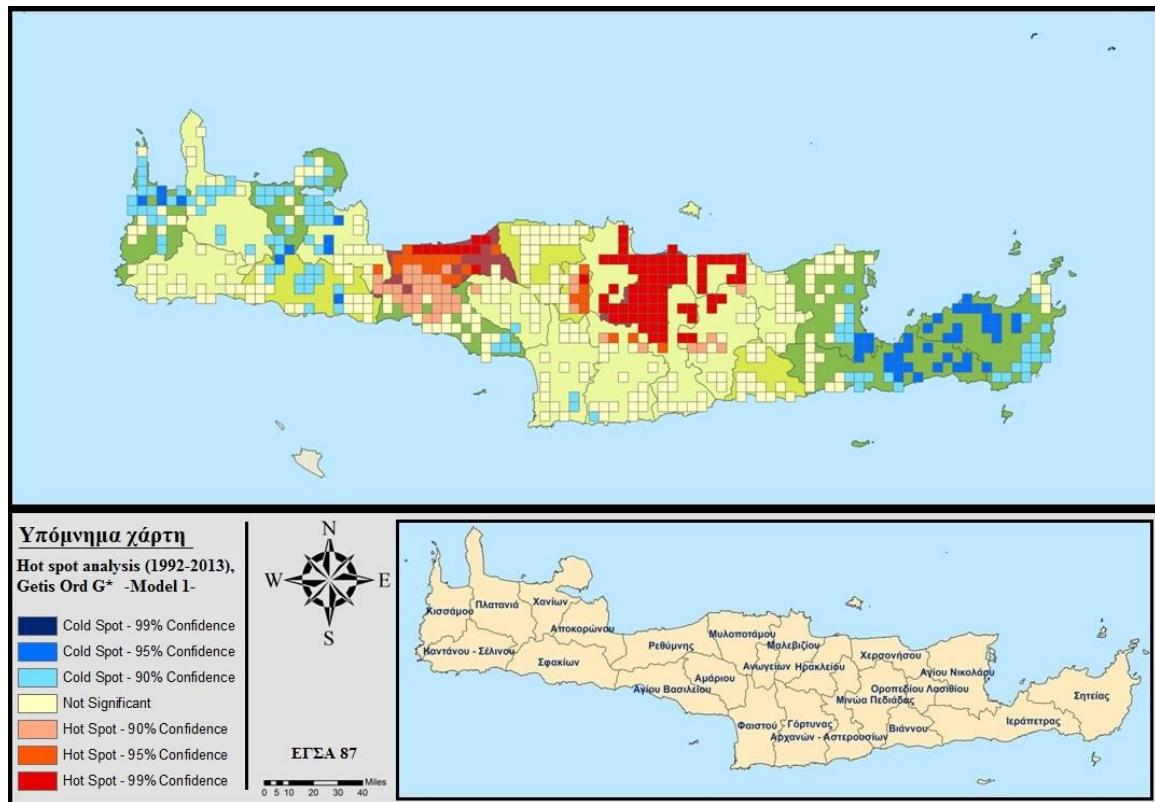 Υπόμνημα χάρτη
Hot spot analysis (1992-2013),
Getis Ord G* -Model 1-
Cold Spot - 99% Confidence
Cold Spot - 95% Confidence
Cold Spot - 90% Confidence
Not Significant
Hot Spot - 90% Confidence
Hot Spot - 95% Confidence
Hot Spot - 99% Confidence
N
W E
S
ΕΓΣΑ 87
Miles
0 5 10 20 30 40
Κισσάμου
Πλατανιά
Χανίων
Αποκορώνου
Καντάνου - Σέλινου
Σφακίων
Ρεθύμνης
Μυλοποτάμου
Μαλεβιζίου
Αμάριου
Ανωγείων
Ηρακλείου
Αγίου Βασιλείου
Χερσονήσου
Αγίου Νικολάου
Οροπεδίου Λασιθίου
Μινώα Πεδιάδας
Φαιστού
Γόρτυνας
Αρχανών - Αστερουσίων
Βιάννου
Ιεράπετρας
Σητείας